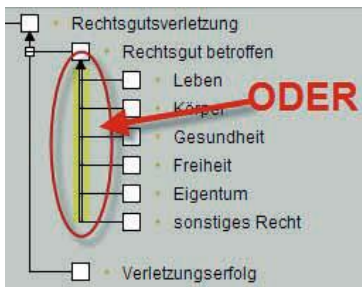 Rechtsgutsverletzung
Rechtsgut betroffen
Leben
Körper
ODER
Gesundheit
Freiheit
Eigentum
sonstiges Recht
Verletzungserfolg